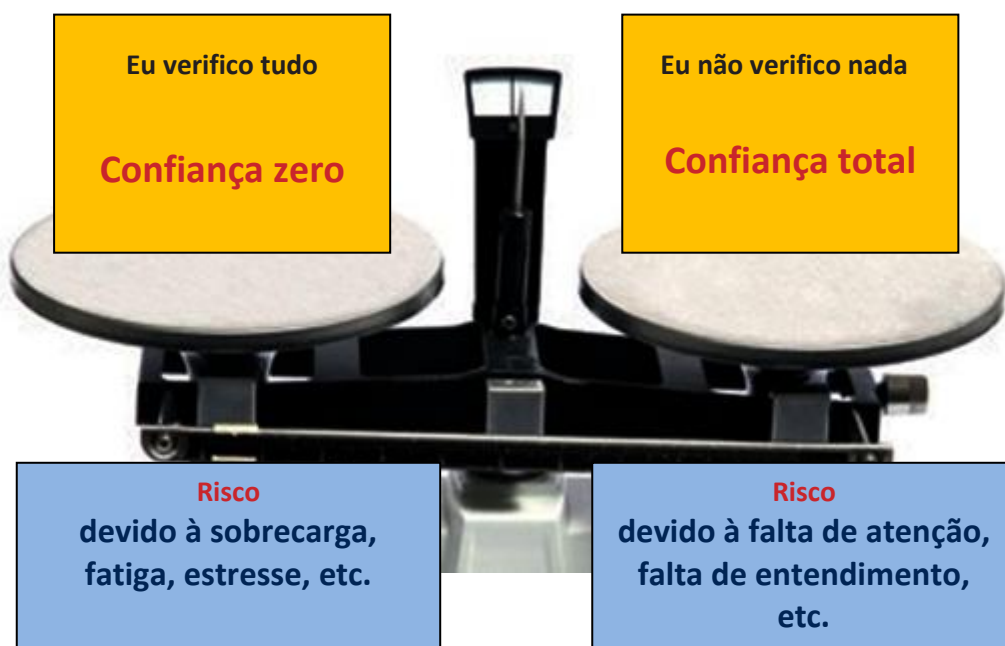 Eu verifico tudo
Confiança zero
Eu não verifico nada
Confiança total
Risco
devido à sobrecarga,
fatiga, estresse, etc.
Risco
devido à falta de atenção,
falta de entendimento,
etc.